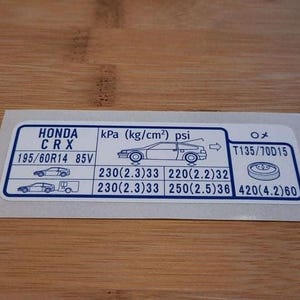 HONDA
CRX
195/60R14 85V
kPa (kg/cm²) psi
230(2.3)33 220(2.2)32
230(2.3)33 250(2.5)36
T135/70D15
420(4.2)60